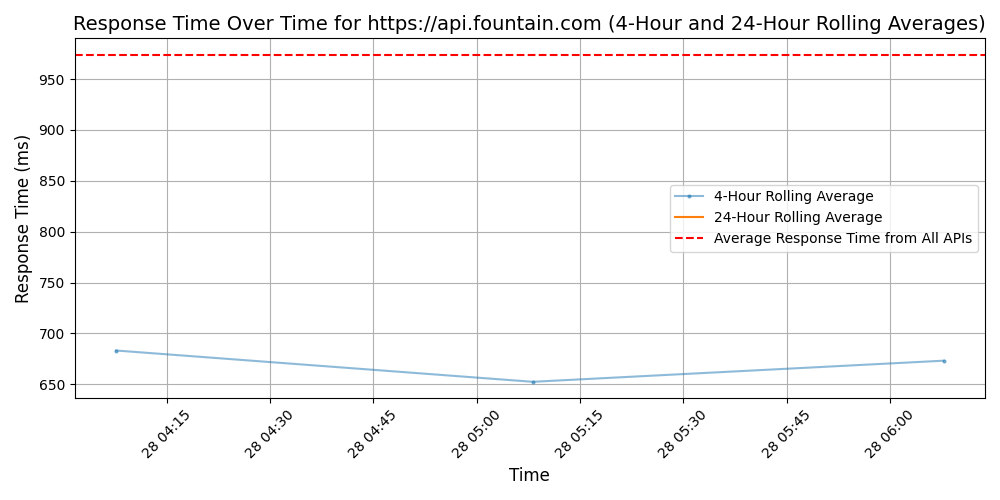 Response Time Over Time for https://api.fountain.com (4-Hour and 24-Hour Rolling Averages)
Response Time (ms)
950
900
850
800
750
700
650
4-Hour Rolling Average
24-Hour Rolling Average
Average Response Time from All APIs
28 04:15
28 04:30
28 04:45
28 05:00
28 05:15
28 05:30
28 05:45
28 06:00
Time